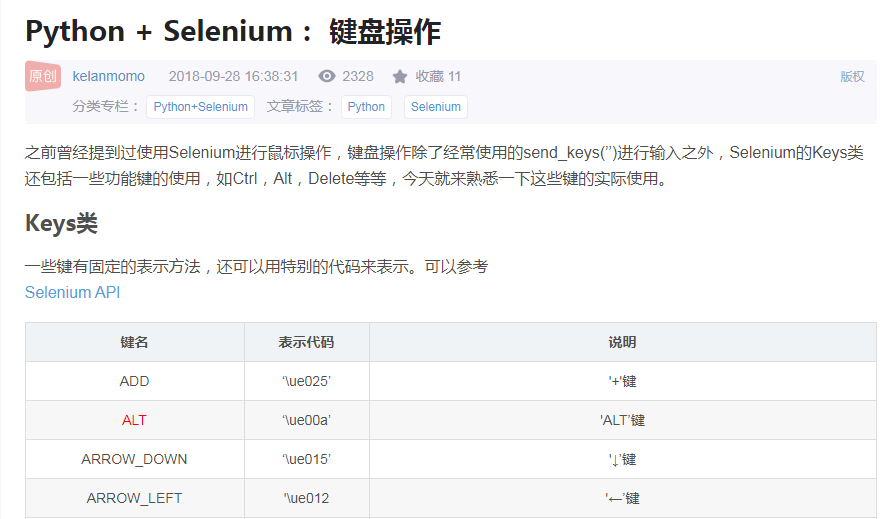 Python + Selenium： 键盘操作
原创 kelanmomo 2018-09-28 16:38:31 2328 收藏 11 版权
分类专栏： Python+Selenium 文章标签： Python Selenium
之前曾经提到过使用Selenium进行鼠标操作，键盘操作除了经常使用的send_keys(”)进行输入之外，Selenium的Keys类
还包括一些功能键的使用，如Ctrl，Alt，Delete等等，今天就来熟悉一下这些键的实际使用。
Keys类
一些键有固定的表示方法，还可以用特别的代码来表示。可以参考
Selenium API
键名 表示代码 说明
ADD ‘\ue025’ '+'键
ALT ‘\ue00a’ 'ALT'键
ARROW_DOWN ‘\ue015’ '↓'键
ARROW_LEFT '\ue012 '←'键